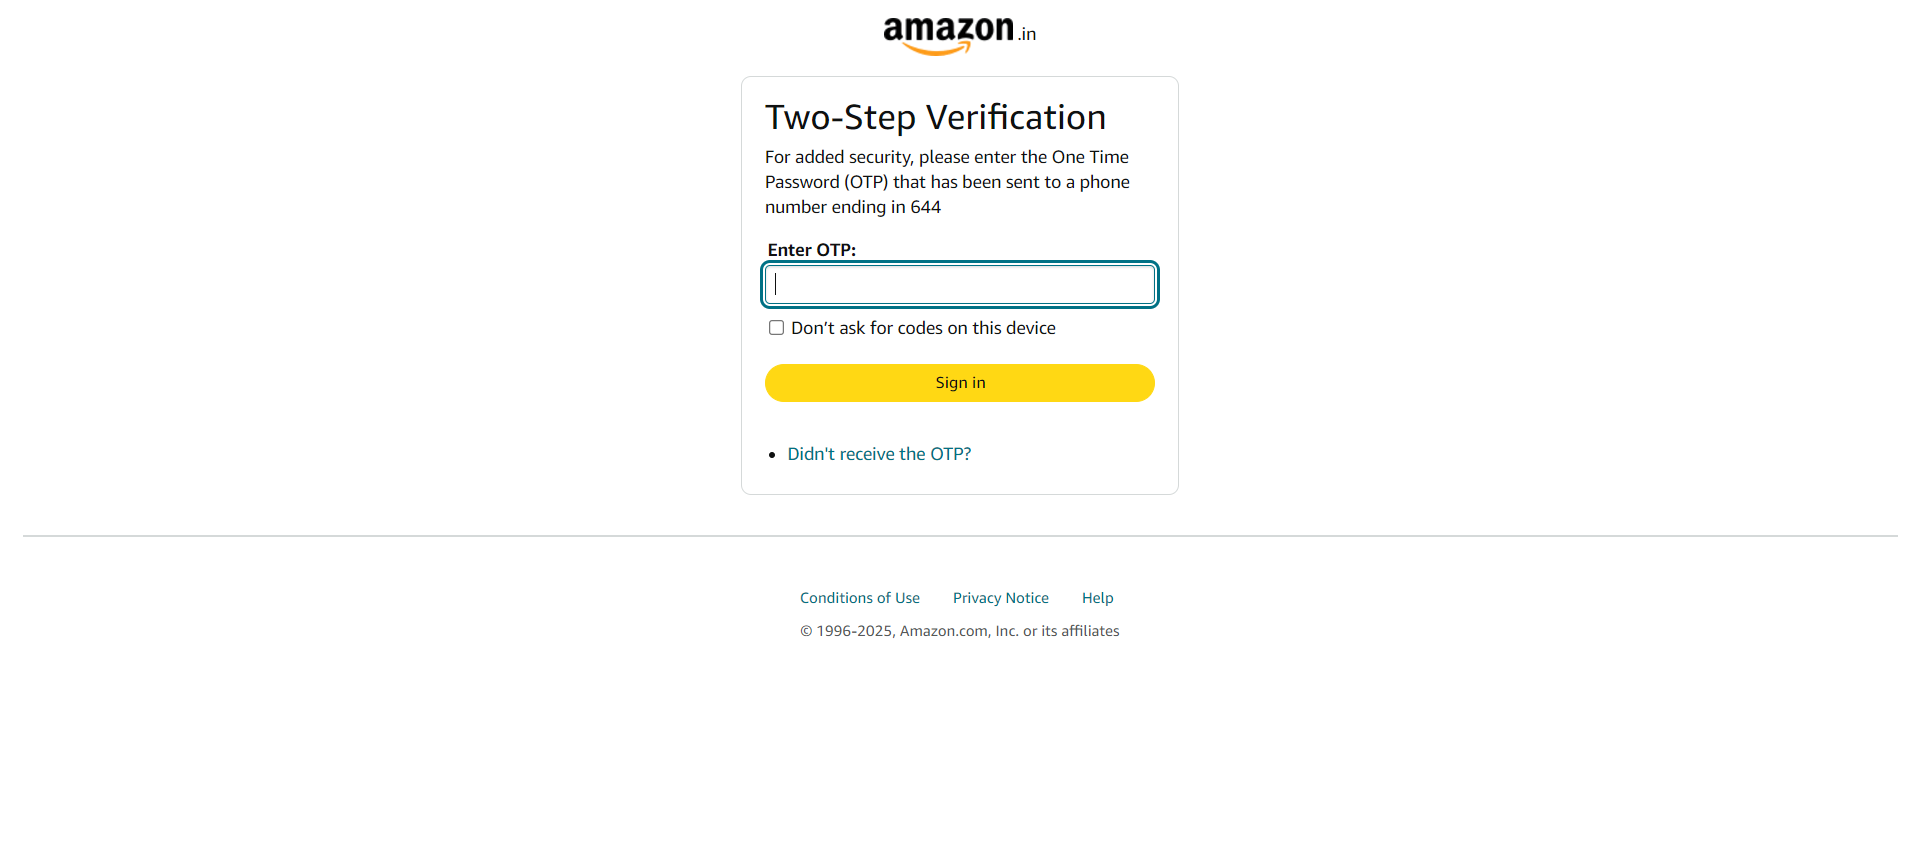 amazon.in
Two-Step Verification
For added security, please enter the One Time
Password (OTP) that has been sent to a phone
number ending in 644
Enter OTP:
Don’t ask for codes on this device
Sign in
Didn't receive the OTP?
Conditions of Use
Privacy Notice
Help
© 1996-2025, Amazon.com, Inc. or its affiliates